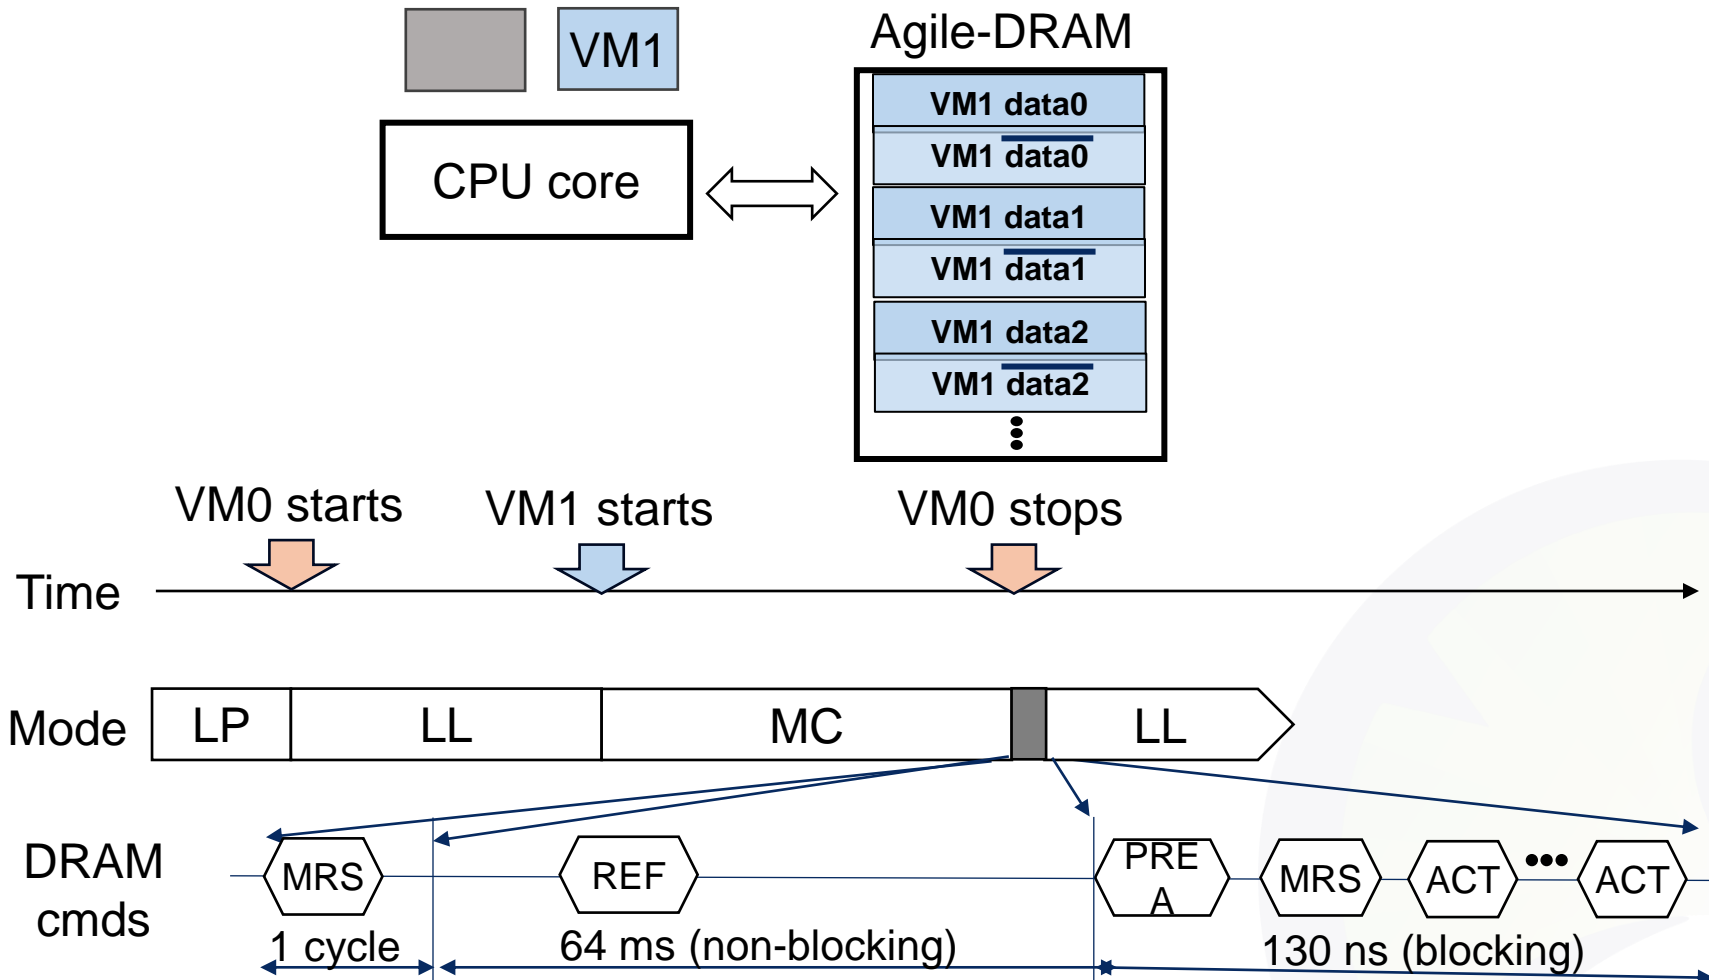 VM1
Agile-DRAM
CPU core
VM1 data0
VM1 data0
VM1 data1
VM1 data1
VM1 data2
VM1 data2
VM0 starts
VM1 starts
VM0 stops
Time
Mode
LP
LL
MC
LL
DRAM
cmds
MRS
REF
PRE
A
MRS
ACT
•••
ACT
1 cycle
64 ms (non-blocking)
130 ns (blocking)